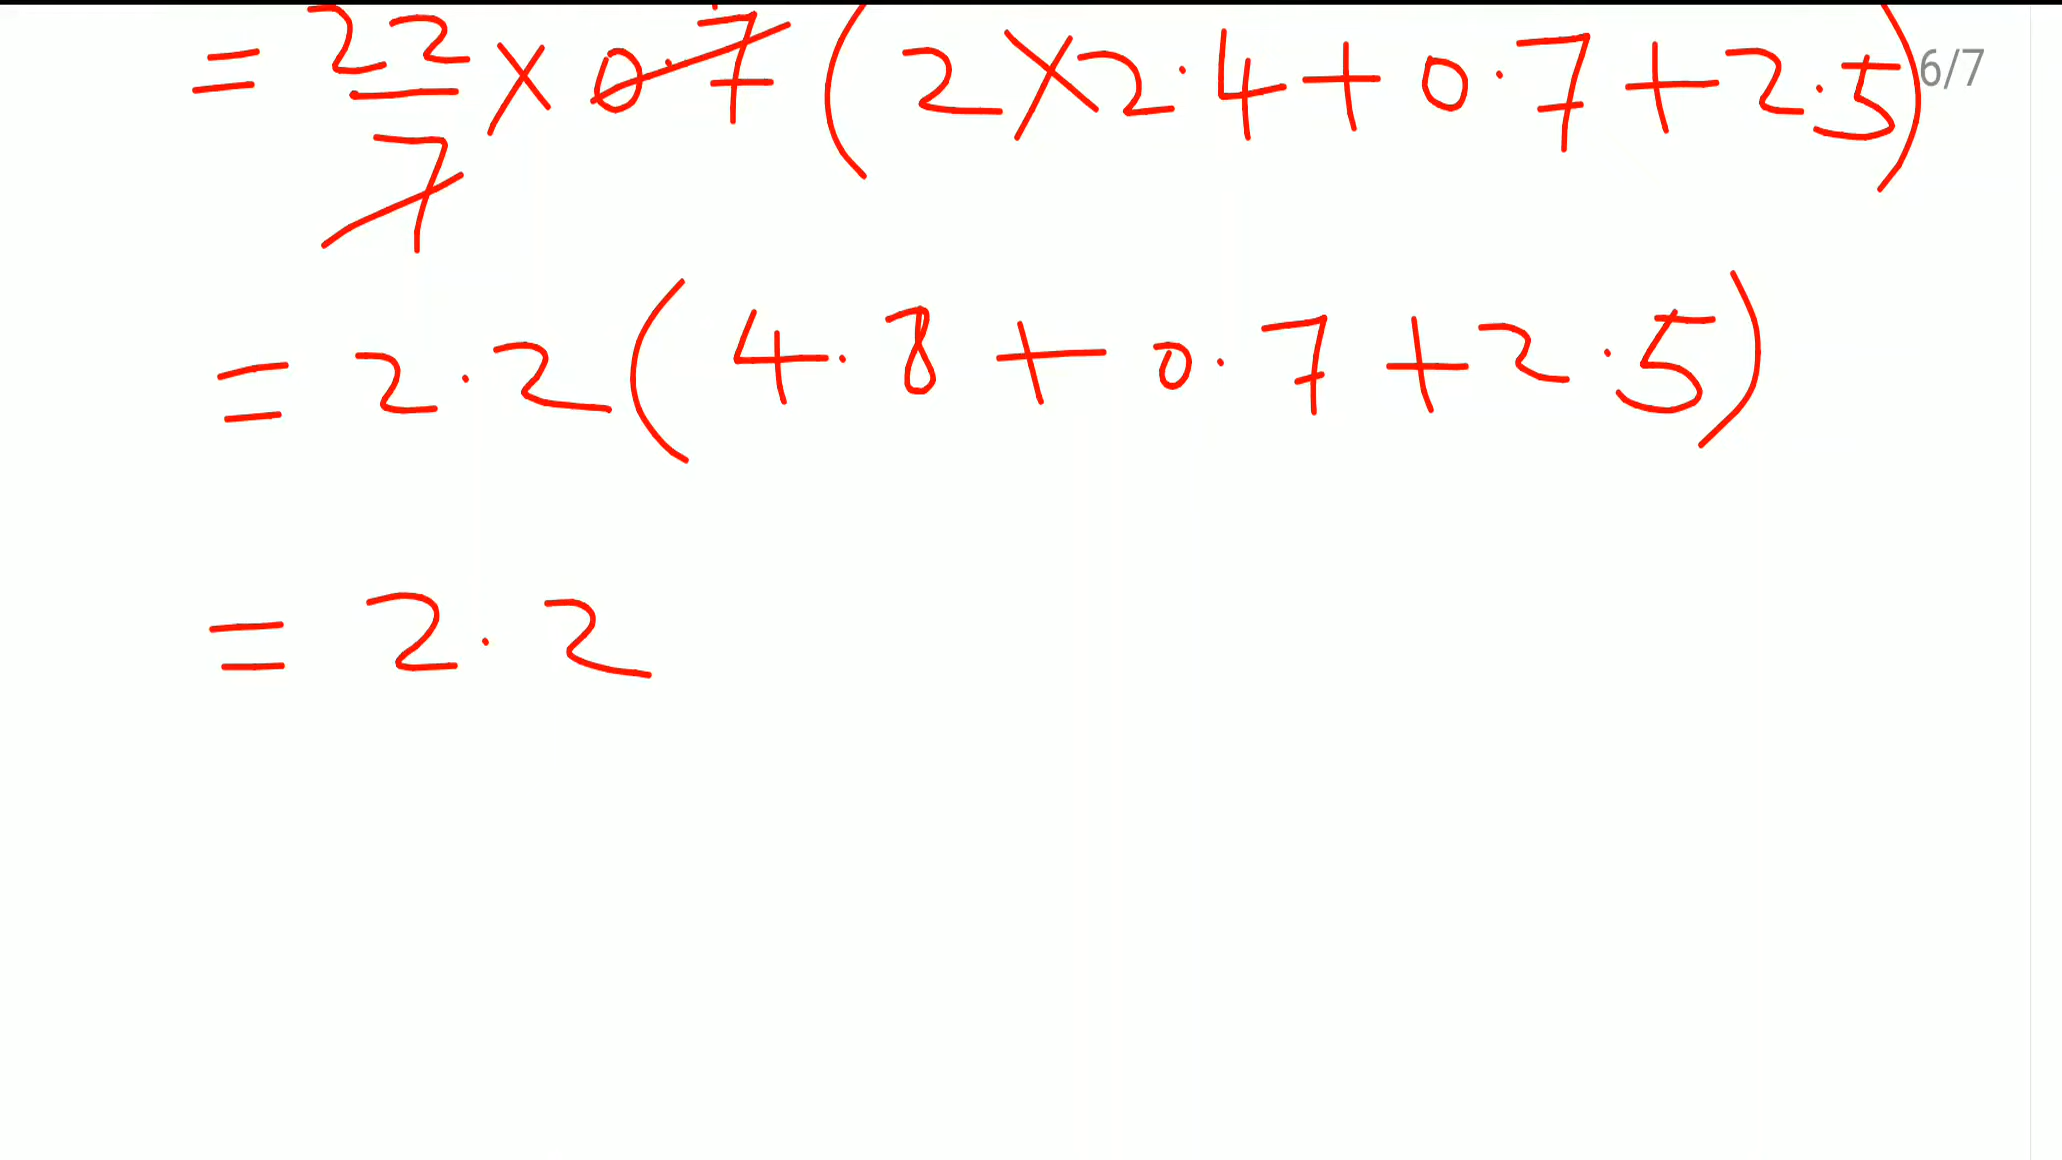 = 22/7 × 0.7 ( 2 × 2.4 + 0.7 + 2.5 )
6/7
= 2.2 ( 4.8 + 0.7 + 2.5 )
= 2.2